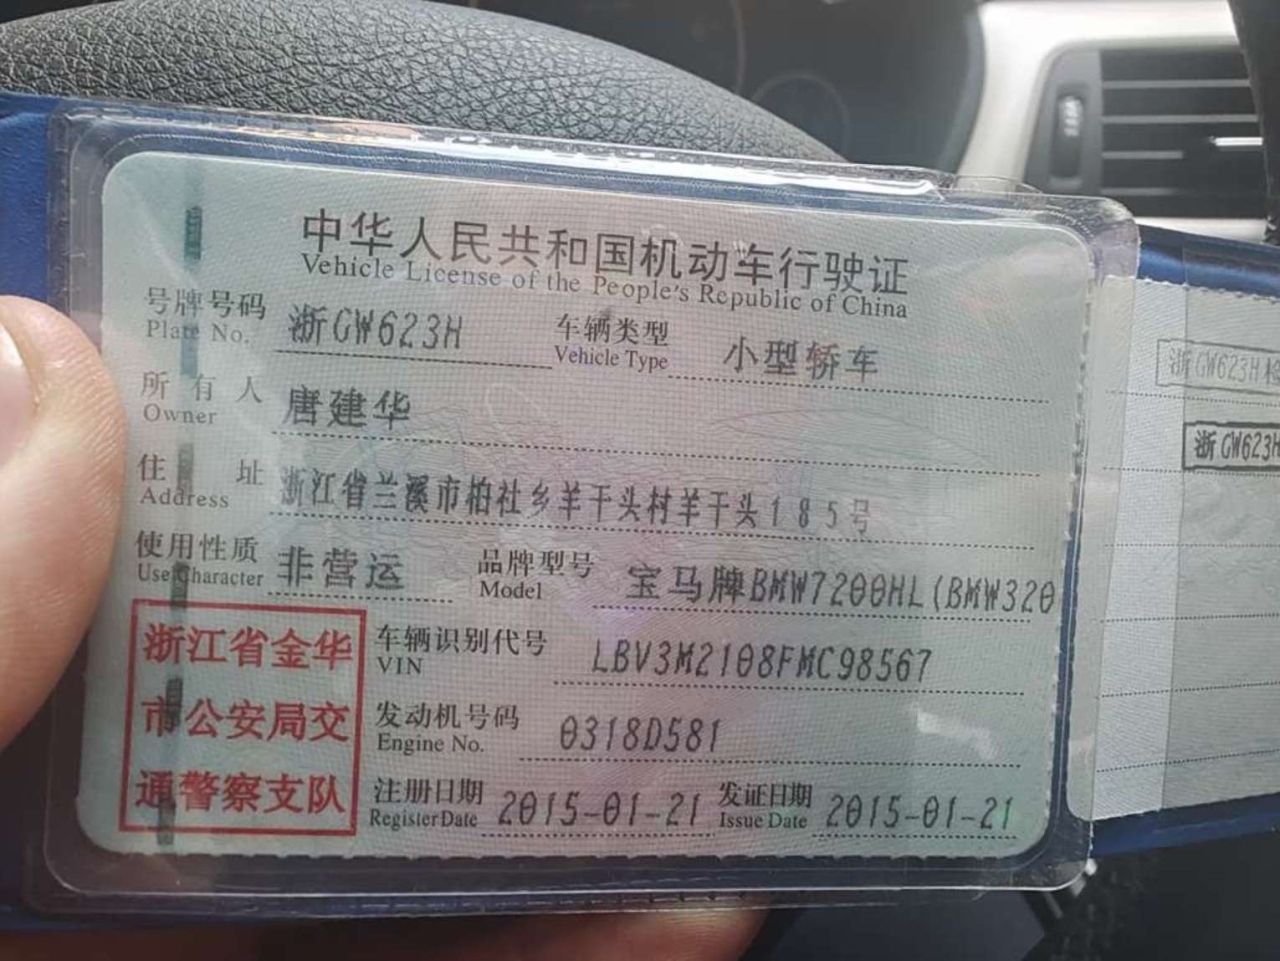 中华人民共和国机动车行驶证
Vehicle License of the People's Republic of China
号牌号码 浙GW623H 车辆类型 小型轿车
Plate No. Vehicle Type
所有人 唐建华
Owner
住址 浙江省兰溪市柏社乡羊干头村羊干头185号
Address
使用性质 非营运 品牌型号 宝马牌BMW7200HL(BMW320
Use Character Model
浙江省金华 车辆识别代号 LBV3M2108FMC98567
VIN
市公安局交 发动机号码 0318D581
Engine No.
通警察支队 注册日期 2015-01-21 发证日期 2015-01-21
Register Date Issue Date
浙GW623H检
浙GW623H